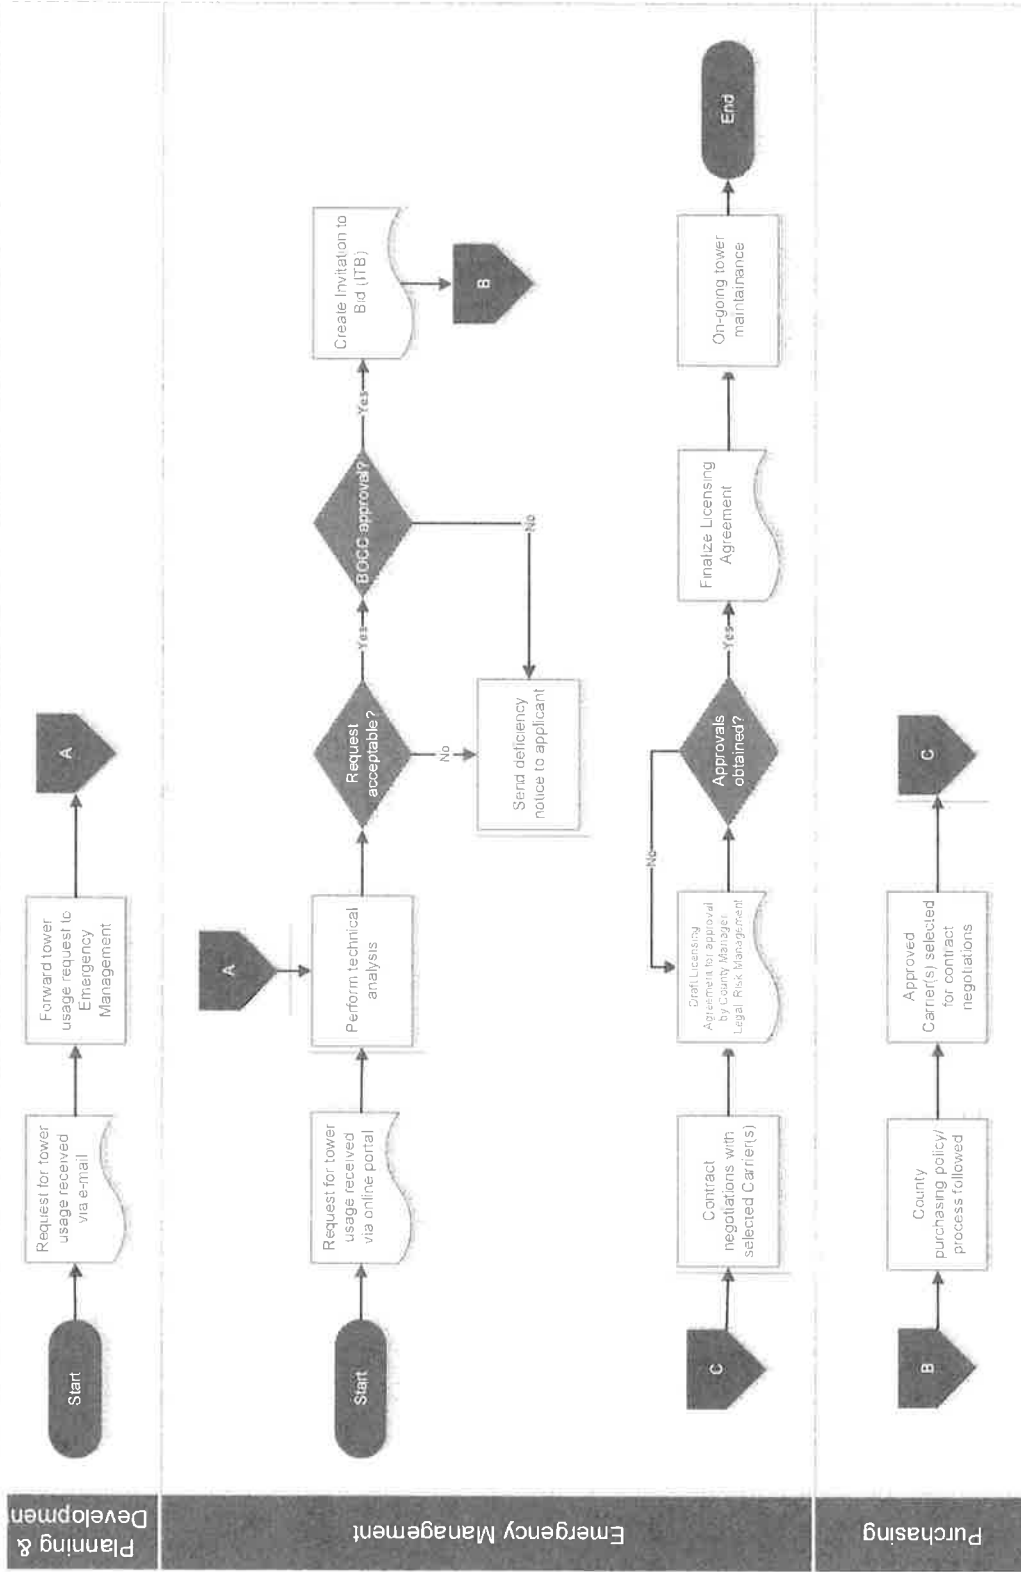 Planning &
Developmen
Start
Request for tower
usage received
via e-mail
Forward tower
usage request to
Emergency
Management
A
Emergency Management
Start
Request for tower
usage received
via online portal
A
Perform technical
analysis
Request
acceptable?
Yes
No
BOCC approval?
Yes
No
Create Invitation to
Bid (ITB)
B
Send deficiency
notice to applicant
C
Contract
negotiations with
selected Carrier(s)
Draft Licensing
Agreement for approval
by County Manager,
Legal, Risk Management
Approvals
obtained?
No
Yes
Finalize Licensing
Agreement
On-going tower
maintainance
End
Purchasing
B
County
purchasing policy/
process followed
Approved
Carrier(s) selected
for contract
negotiations
C